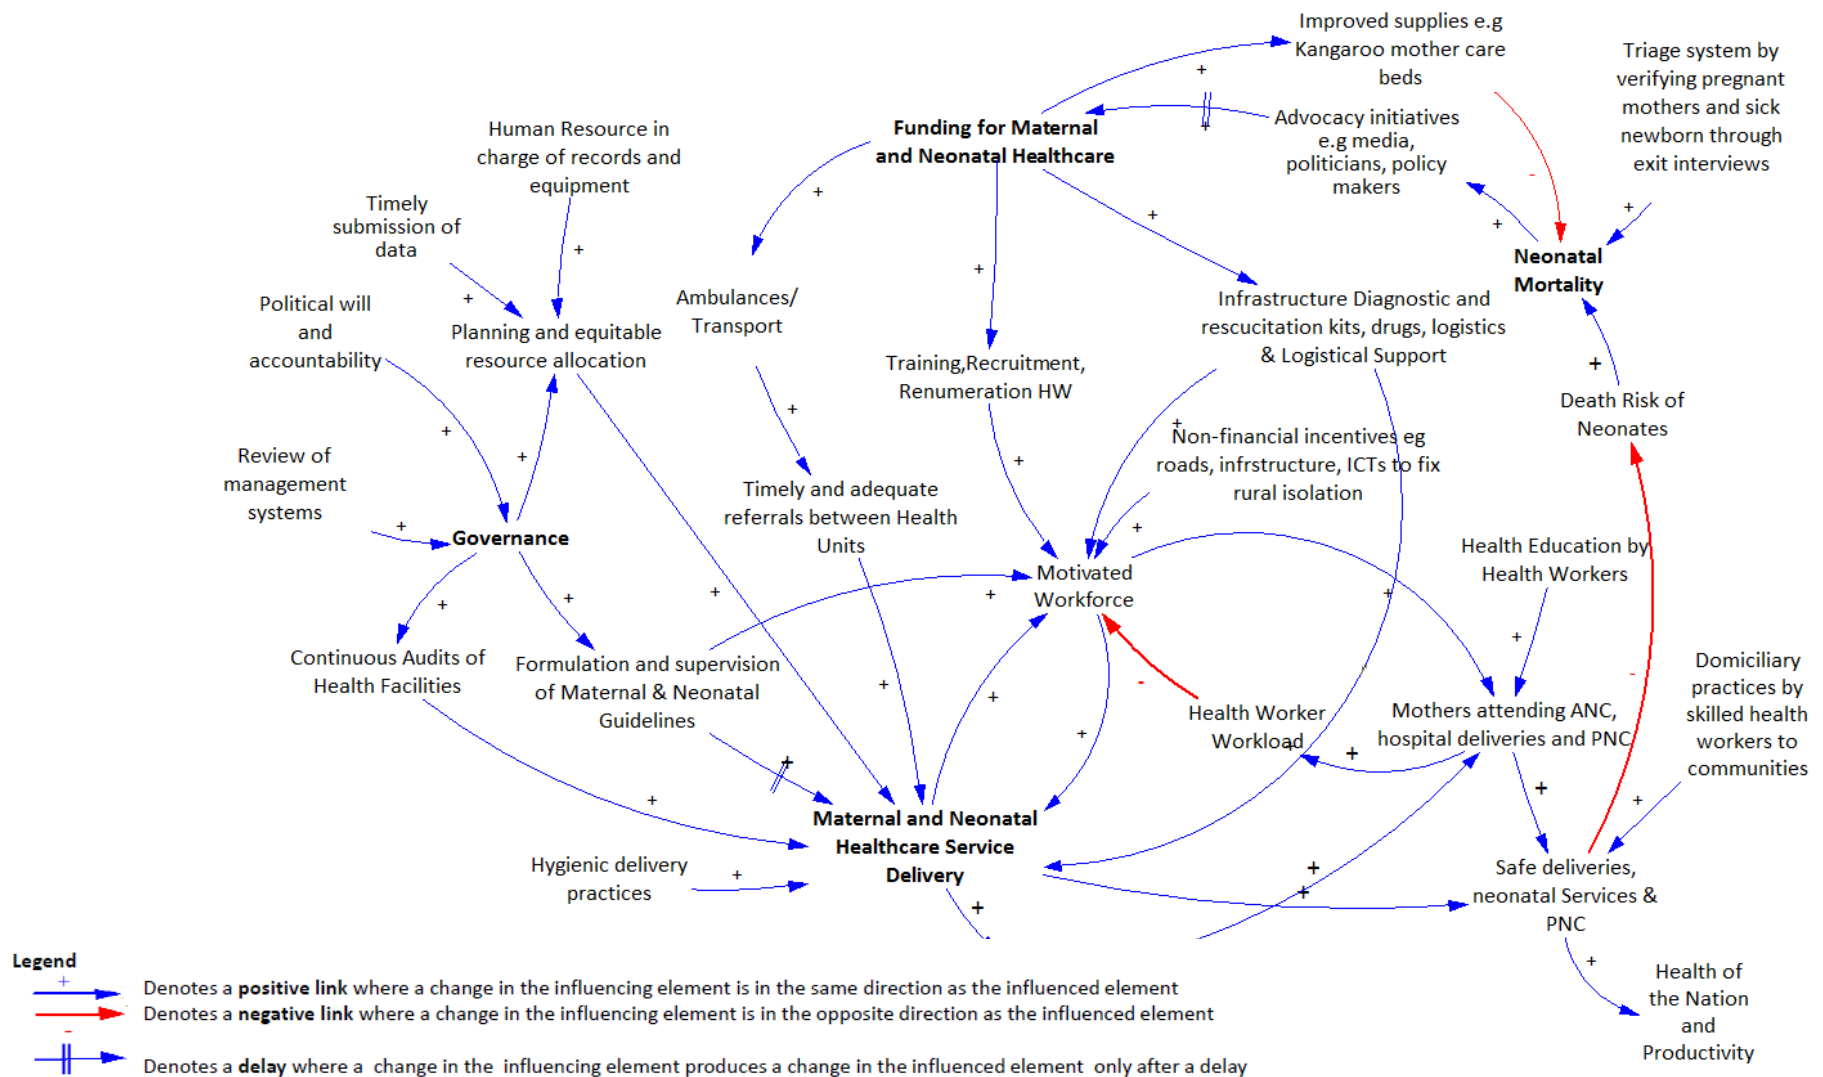 Improved supplies e.g
Kangaroo mother care
beds
Triage system by
verifying pregnant
mothers and sick
newborn through
exit interviews
+
Advocacy initiatives
e.g media,
politicians, policy
makers
+
Funding for Maternal
and Neonatal Healthcare
Human Resource in
charge of records and
equipment
Timely
submission of
data
+
+
-
+
+
+
+
+
Neonatal
Mortality
Political will
and
accountability
Planning and equitable
resource allocation
Ambulances/
Transport
Infrastructure Diagnostic and
rescucitation kits, drugs, logistics
& Logistical Support
Training,Recruitment,
Renumeration HW
+
Death Risk of
Neonates
+
+
+
+
+
Non-financial incentives eg
roads, infrstructure, ICTs to fix
rural isolation
Review of
management
systems
+
Timely and adequate
referrals between Health
Units
+
Governance
Health Education by
Health Workers
Motivated
Workforce
+
+
+
+
+
+
Continuous Audits of
Health Facilities
Formulation and supervision
of Maternal & Neonatal
Guidelines
+
+
-
-
Domiciliary
practices by
skilled health
workers to
communities
Health Worker
Workload
Mothers attending ANC,
hospital deliveries and PNC
+
+
+
+
+
+
+
Maternal and Neonatal
Healthcare Service
Delivery
Hygienic delivery
practices
+
+
+
+
Safe deliveries,
neonatal Services &
PNC
+
Health of
the Nation
and
Productivity
Legend
+
Denotes a positive link where a change in the influencing element is in the same direction as the influenced element
Denotes a negative link where a change in the influencing element is in the opposite direction as the influenced element
-
Denotes a delay where a change in the influencing element produces a change in the influenced element only after a delay